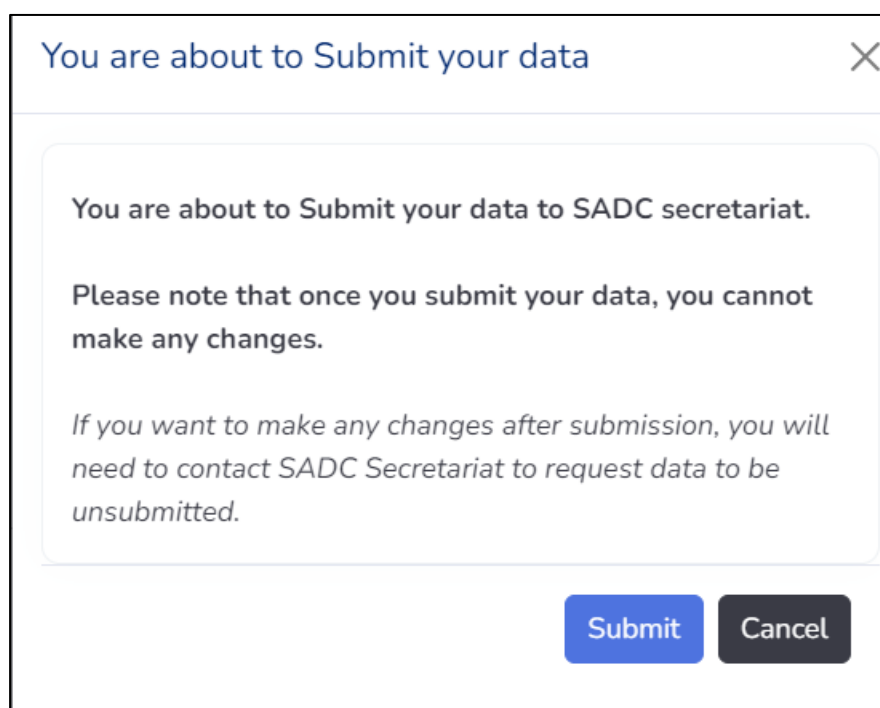 You are about to Submit your data
You are about to Submit your data to SADC secretariat.
Please note that once you submit your data, you cannot
make any changes.
If you want to make any changes after submission, you will
need to contact SADC Secretariat to request data to be
unsubmitted.
Submit
Cancel